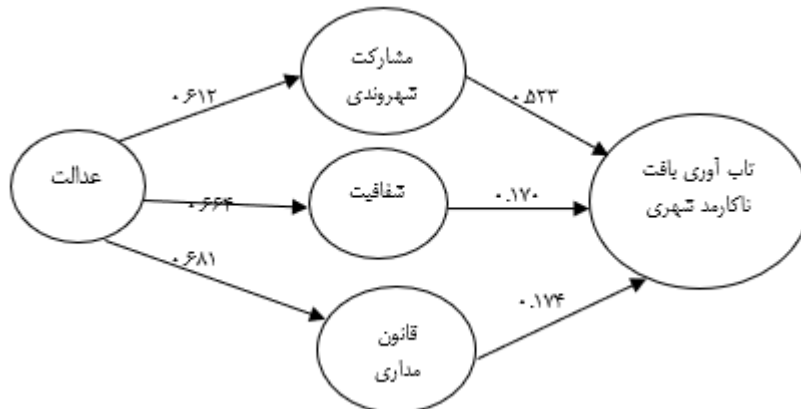 مشارکت
شهروندی
۰.۶۱۲
۰.۵۲۳
عدالت
شفافیت
۰.۶۶۴
۰.۱۷۰
تاب آوری بافت
ناکارمد شهری
۰.۶۸۱
۰.۱۷۴
قانون
مداری